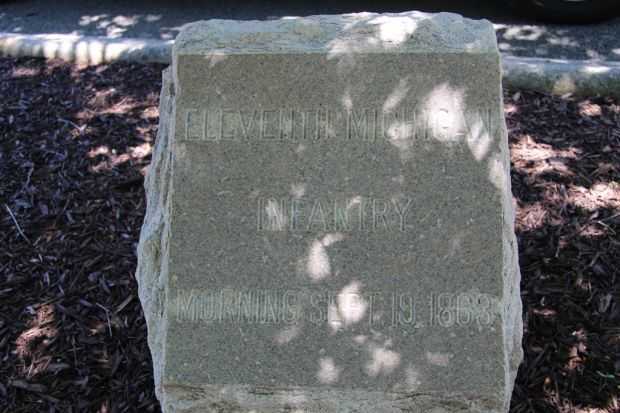 ELEVENTH MICHIGAN
INFANTRY
MORNING SEPT. 19, 1863